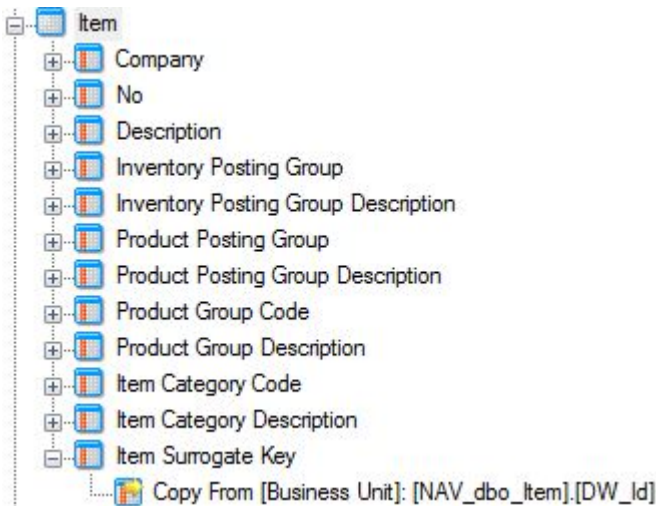 Item
Company
No
Description
Inventory Posting Group
Inventory Posting Group Description
Product Posting Group
Product Posting Group Description
Product Group Code
Product Group Description
Item Category Code
Item Category Description
Item Surrogate Key
Copy From [Business Unit]: [NAV_dbo_Item].[DW_Id]